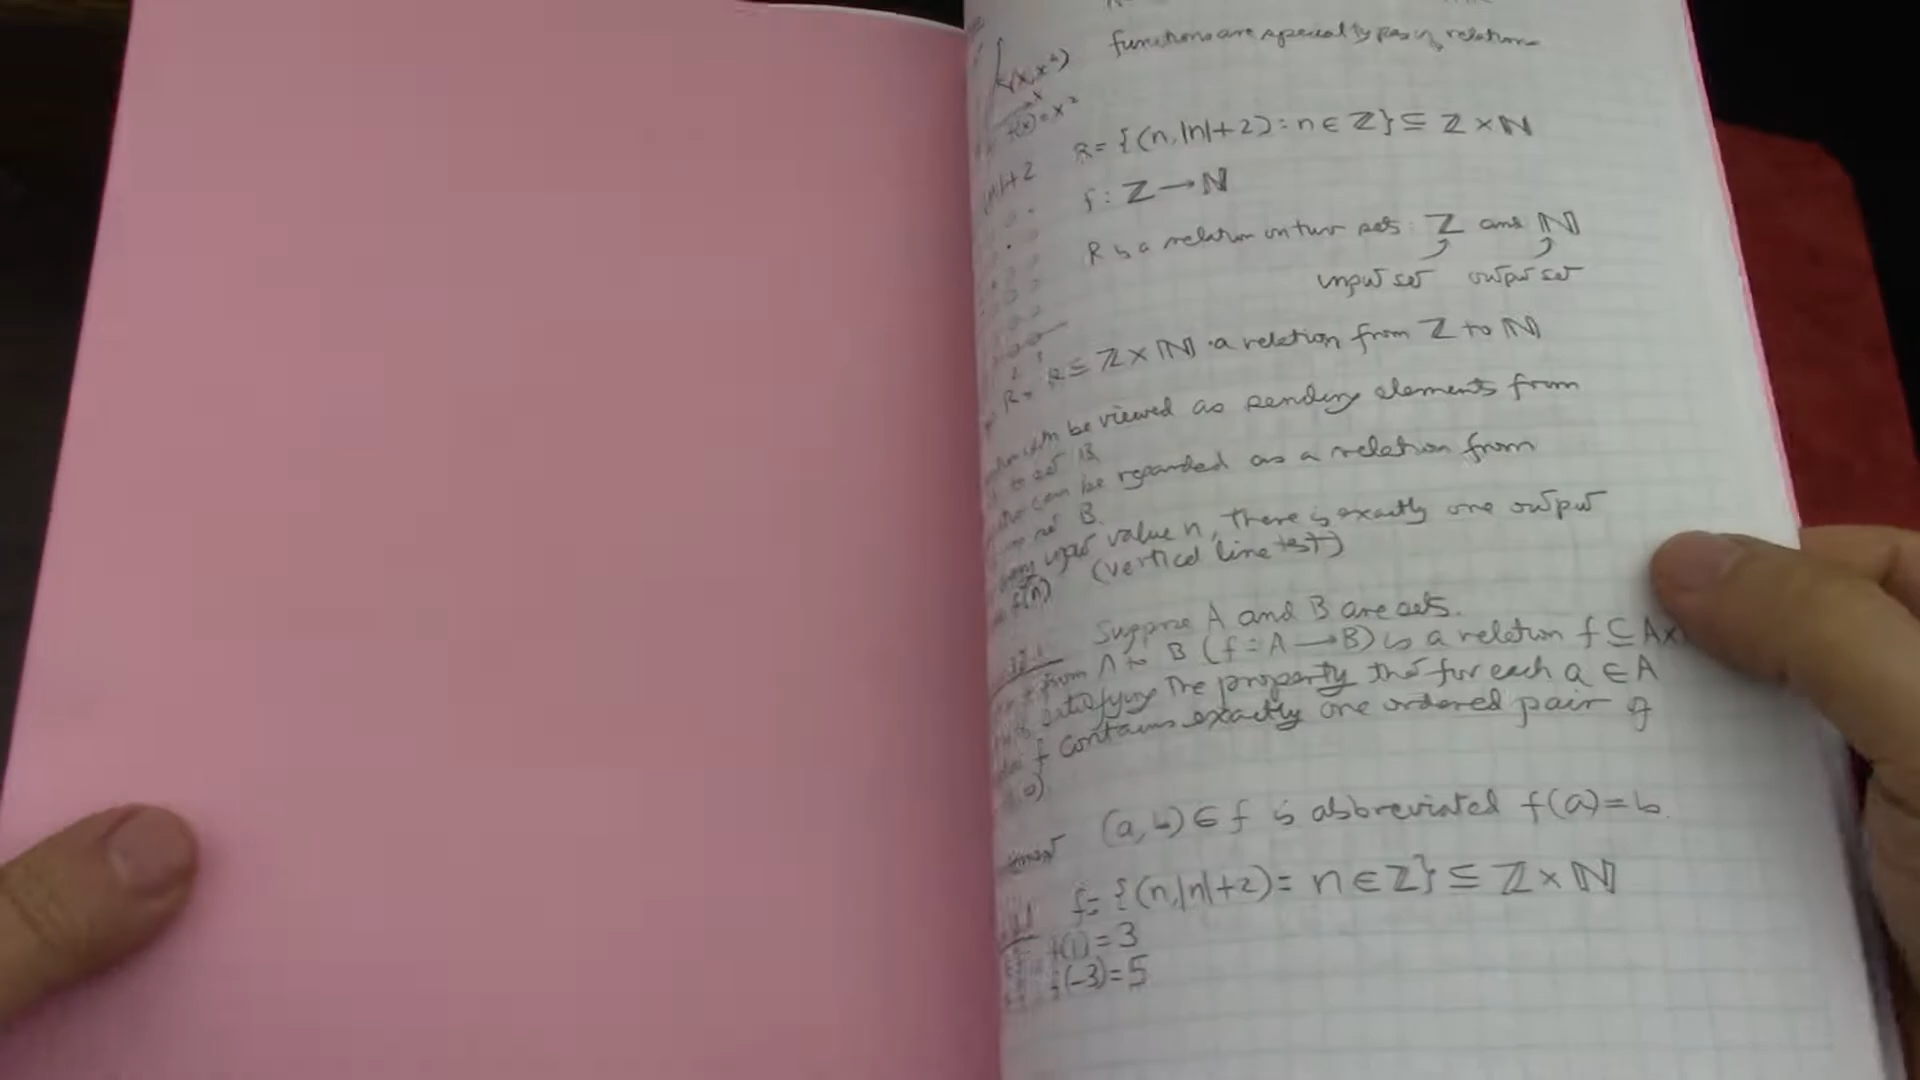 functions are special types of relations
(x, x²)
x
f(x)=x²
R= {(n,|n|+2):n∈ℤ}⊆ ℤ×ℕ
|n|+2
f: ℤ→ℕ
R is a relation on two sets: ℤ and ℕ
input set output set
R⊆ ℤ×ℕ · a relation from ℤ to ℕ
be viewed as sending elements from
to set B
can be regarded as a relation from
B.
input value n, there is exactly one output
f(n) (vertical line test)
Suppose A and B are sets.
from A to B (f:A→B) is a relation f⊆A×
satisfying the property that for each a∈A
f contains exactly one ordered pair of
(a,b)∈f is abbreviated f(a)=b.
f={(n,|n|+2)= n∈ℤ}⊆ ℤ×ℕ
f(1)=3
f(-3)=5